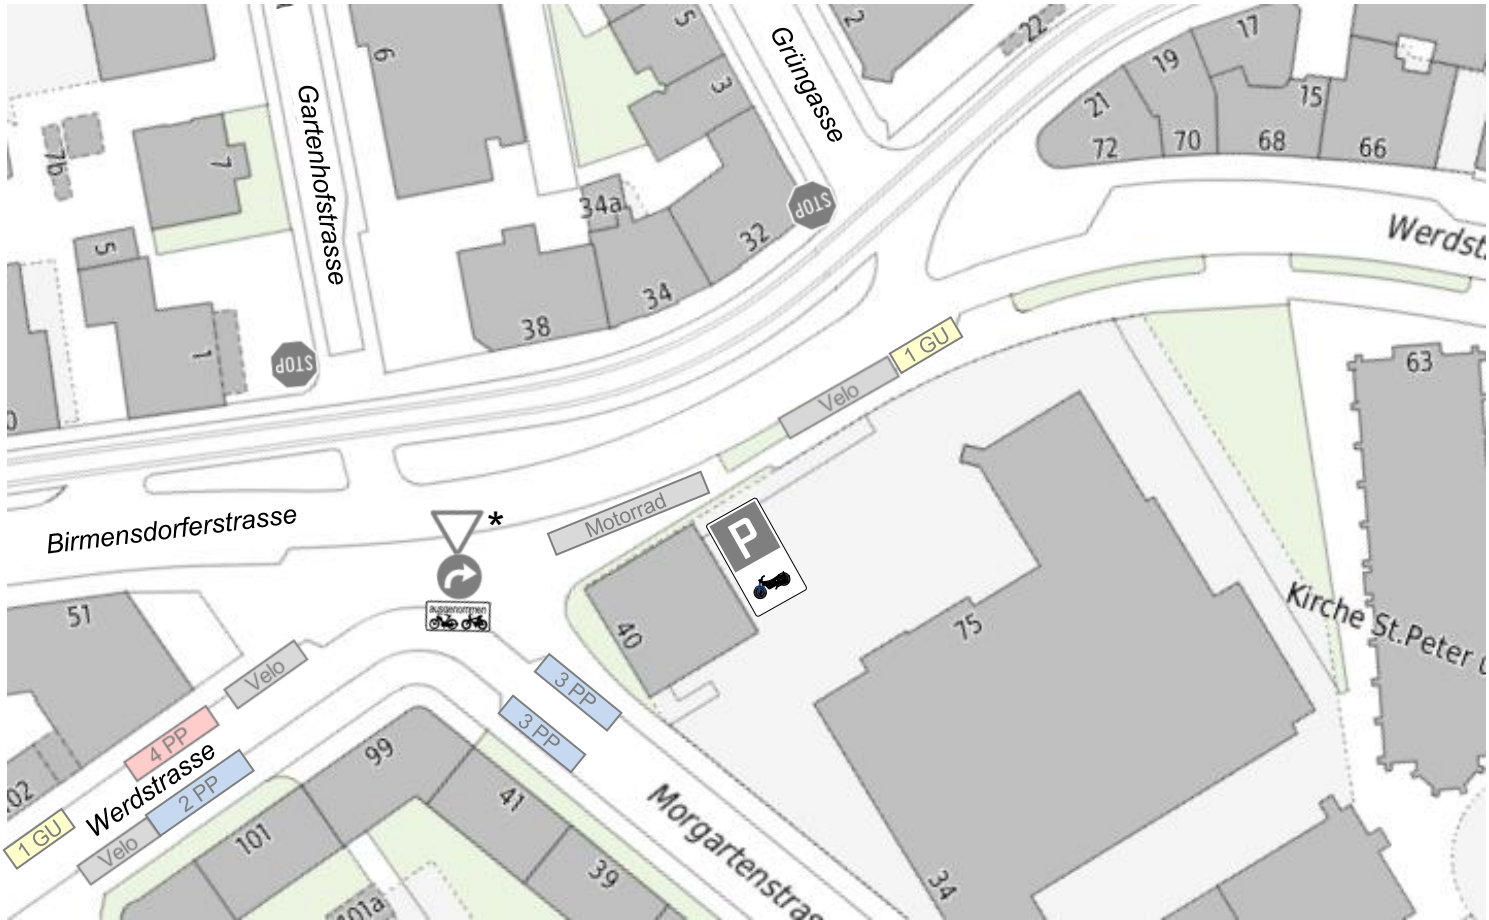 6
5
2
22
17
19
21
15
72
70
68
66
Grüngasse
3
Gartenhofstrasse
7b
7
34a
STOP
32
Werdst.
5
34
38
1
STOP
63
1 GU
Velo
Motorrad
P
Birmensdorferstrasse
*
ausgenommen
51
40
75
Kirche St.Peter u
Velo
3 PP
3 PP
4 PP
2 PP
Werdstrasse
99
1 GU
Velo
101
41
39
Morgartenstras
34
101a